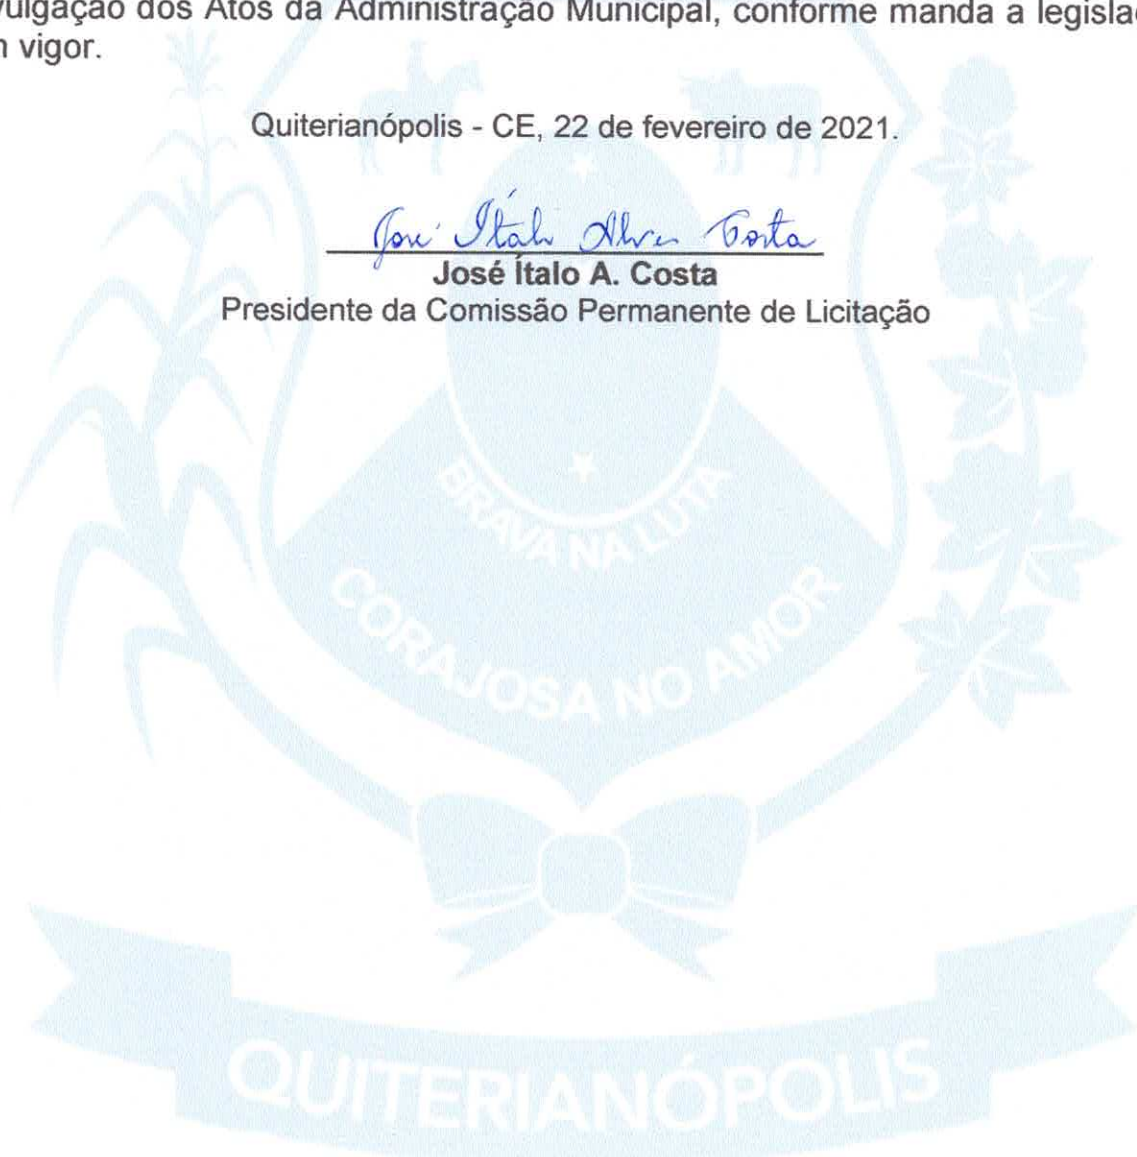 vulgação dos Atos da Administração Municipal, conforme manda a legislaç
vigor.
Quiterianópolis - CE, 22 de fevereiro de 2021.
José Ítalo Alves Costa
José Ítalo A. Costa
Presidente da Comissão Permanente de Licitação
BRAVA NA LUTA
CORAJOSA NO AMOR
QUITERIANÓPOLIS